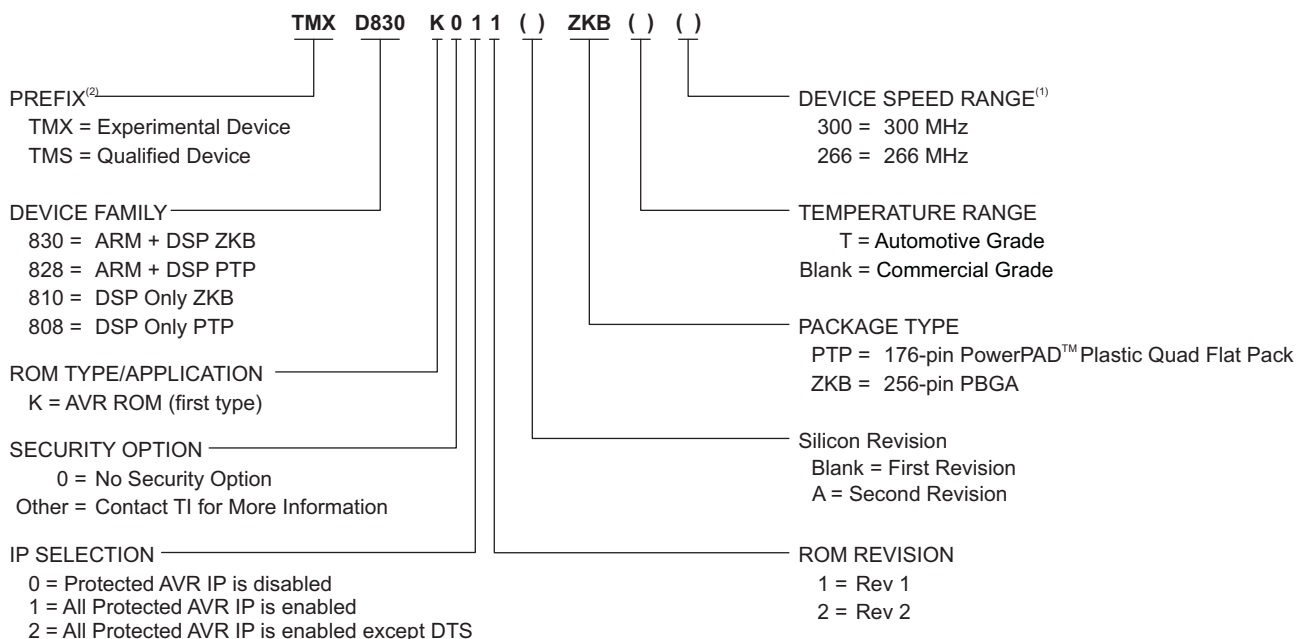 TMX D830 K 0 1 1 ( ) ZKB ( ) ( )
PREFIX(2)
TMX = Experimental Device
TMS = Qualified Device
DEVICE FAMILY
830 = ARM + DSP ZKB
828 = ARM + DSP PTP
810 = DSP Only ZKB
808 = DSP Only PTP
ROM TYPE/APPLICATION
K = AVR ROM (first type)
SECURITY OPTION
0 = No Security Option
Other = Contact TI for More Information
IP SELECTION
0 = Protected AVR IP is disabled
1 = All Protected AVR IP is enabled
2 = All Protected AVR IP is enabled except DTS
DEVICE SPEED RANGE(1)
300 = 300 MHz
266 = 266 MHz
TEMPERATURE RANGE
T = Automotive Grade
Blank = Commercial Grade
PACKAGE TYPE
PTP = 176-pin PowerPAD™ Plastic Quad Flat Pack
ZKB = 256-pin PBGA
Silicon Revision
Blank = First Revision
A = Second Revision
ROM REVISION
1 = Rev 1
2 = Rev 2